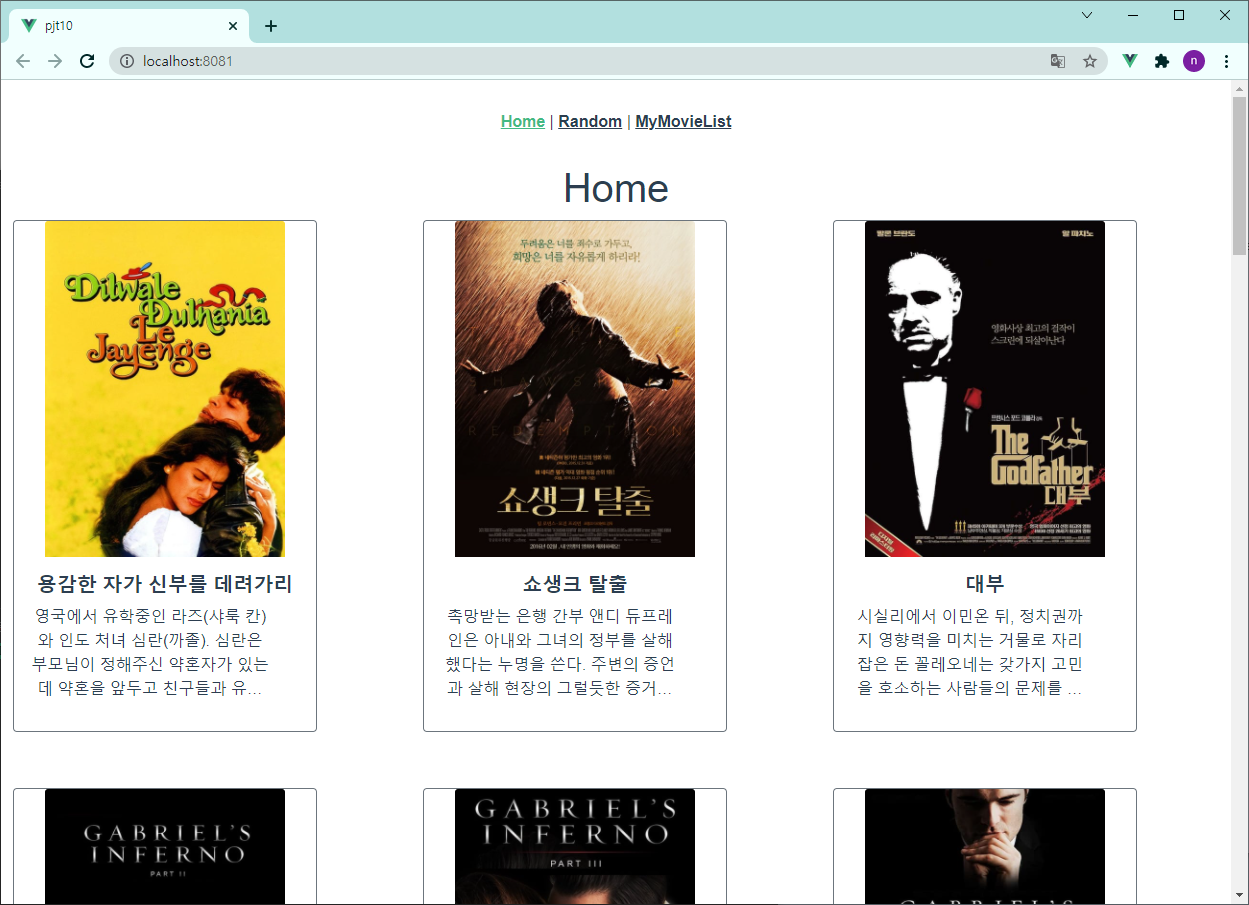 pjt10
localhost:8081
n
Home | Random | MyMovieList
Home
Dilwale
Dulhania
Le
Jayenge
용감한 자가 신부를 데려가리
영국에서 유학중인 라즈(샤룩 칸)
와 인도 처녀 심란(까졸). 심란은
부모님이 정해주신 약혼자가 있는
데 약혼을 앞두고 친구들과 유...
두려움은 너를 죄수로 가두고,
희망은 너를 자유롭게 하리라!
REDEMPTION
쇼생크 탈출
쇼생크 탈출
촉망받는 은행 간부 앤디 듀프레
인은 아내와 그녀의 정부를 살해
했다는 누명을 쓴다. 주변의 증언
과 살해 현장의 그럴듯한 증거...
말론 브란도
알 파치노
영화사상 최고의 걸작이
스크린에 되살아난다
The
Godfather
대부
대부
시실리에서 이민온 뒤, 정치권까
지 영향력을 미치는 거물로 자리
잡은 돈 꼴레오네는 갖가지 고민
을 호소하는 사람들의 문제를 ...
GABRIEL'S
INFERNO
PART II
GABRIEL'S
INFERNO
PART III